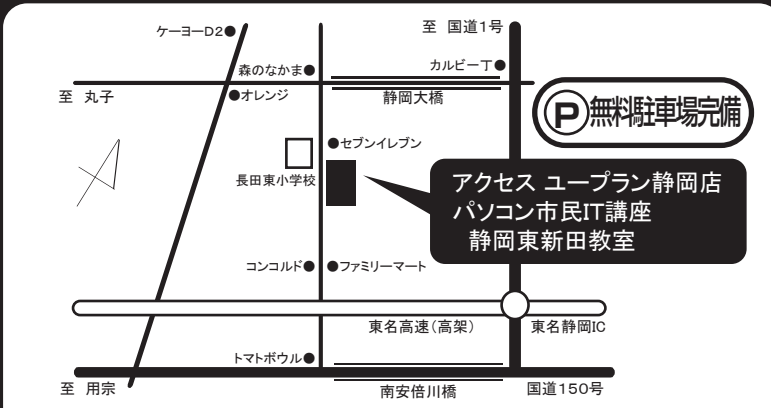 ケーヨーD2
至 国道1号
森のなかま
カルビー丁
至 丸子
オレンジ
静岡大橋
P無料駐車場完備
セブンイレブン
長田東小学校
アクセス ユープラン静岡店
パソコン市民IT講座
静岡東新田教室
コンコルド
ファミリーマート
東名高速(高架)
東名静岡IC
トマトボウル
至 用宗
南安倍川橋
国道150号